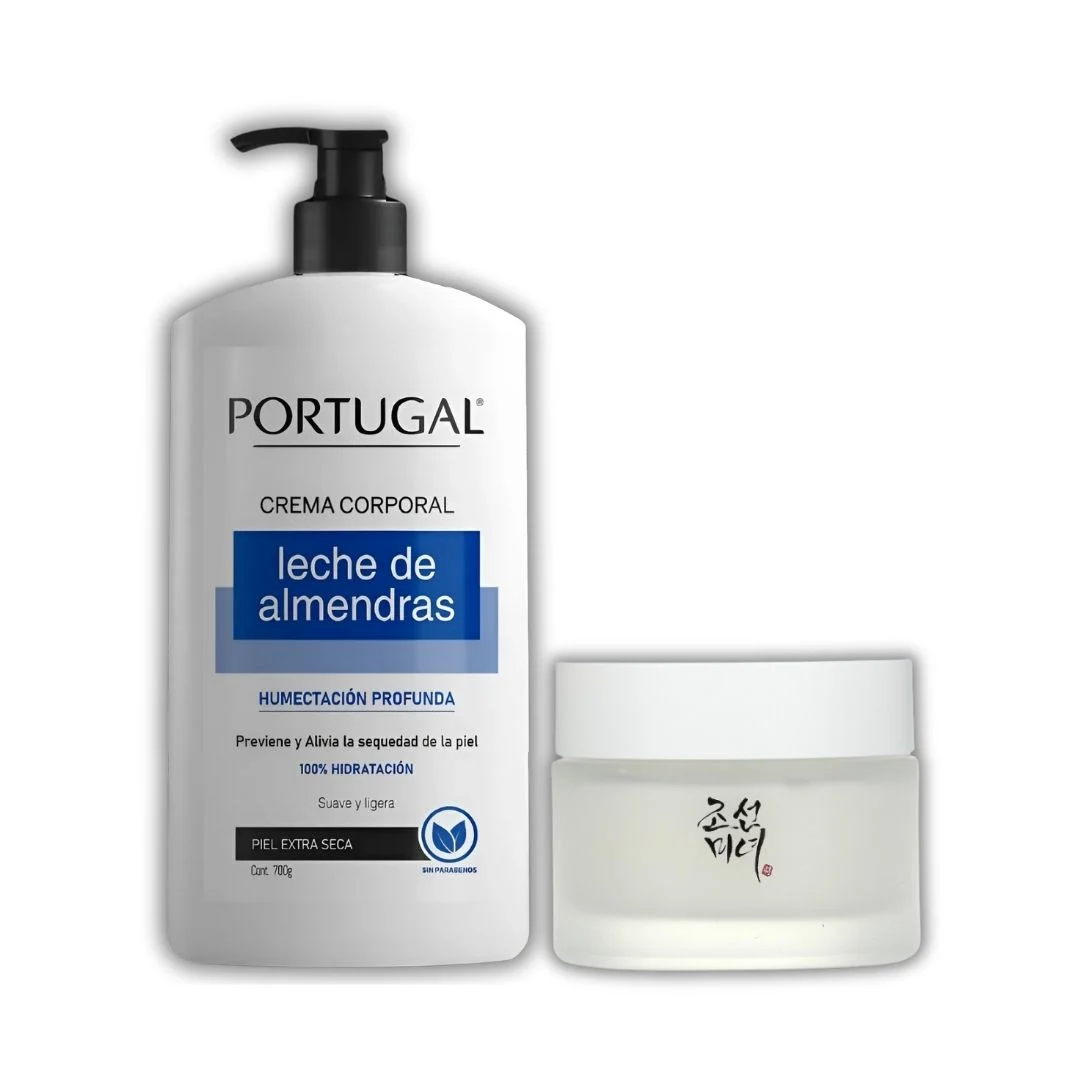 PORTUGAL®
CREMA CORPORAL
leche de
almendras
HUMECTACIÓN PROFUNDA
Previene y Alivia la sequedad de la piel
100% HIDRATACIÓN
Suave y ligera
PIEL EXTRA SECA
Cont. 700g
SIN PARABENOS
조선
미녀